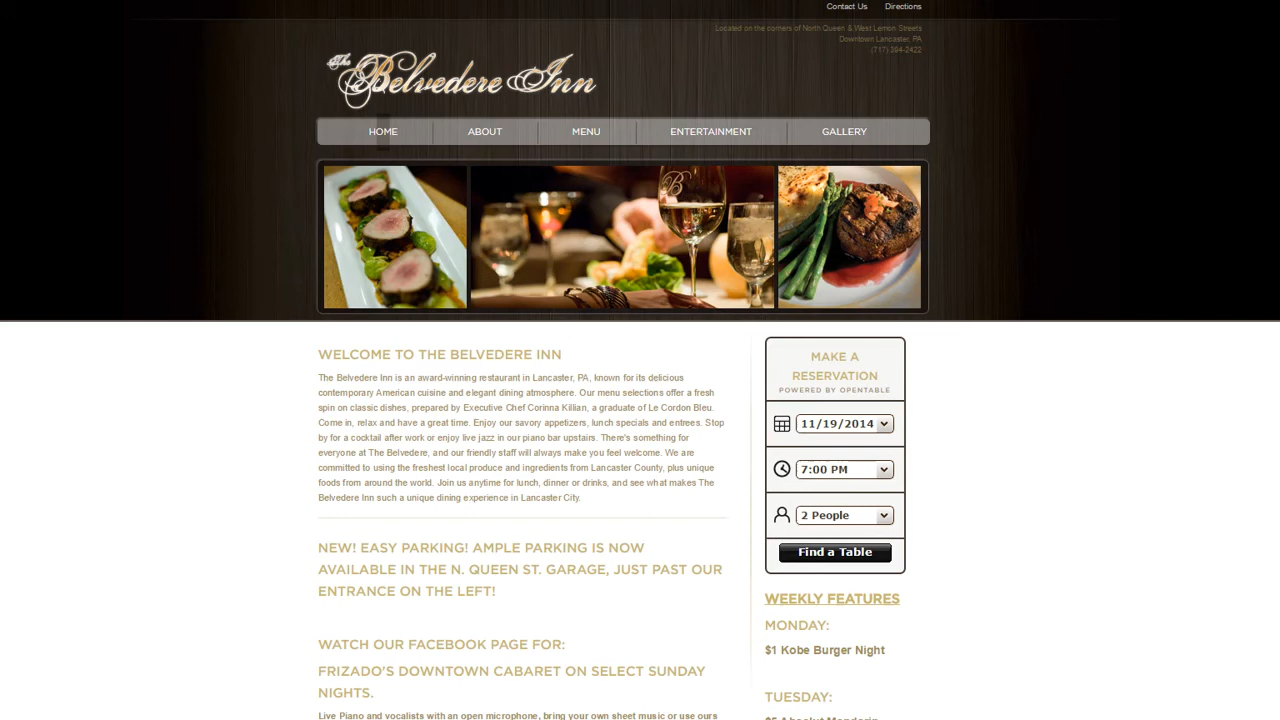 Contact Us Directions
Located on the corners of North Queen & West Lemon Streets
Downtown Lancaster, PA
(717) 394-2422
The Belvedere Inn
HOME ABOUT MENU ENTERTAINMENT GALLERY
B
WELCOME TO THE BELVEDERE INN
The Belvedere Inn is an award-winning restaurant in Lancaster, PA, known for its delicious
contemporary American cuisine and elegant dining atmosphere. Our menu selections offer a fresh
spin on classic dishes, prepared by Executive Chef Corinna Killian, a graduate of Le Cordon Bleu.
Come in, relax and have a great time. Enjoy our savory appetizers, lunch specials and entrees. Stop
by for a cocktail after work or enjoy live jazz in our piano bar upstairs. There's something for
everyone at The Belvedere, and our friendly staff will always make you feel welcome. We are
committed to using the freshest local produce and ingredients from Lancaster County, plus unique
foods from around the world. Join us anytime for lunch, dinner or drinks, and see what makes The
Belvedere Inn such a unique dining experience in Lancaster City.
NEW! EASY PARKING! AMPLE PARKING IS NOW
AVAILABLE IN THE N. QUEEN ST. GARAGE, JUST PAST OUR
ENTRANCE ON THE LEFT!
WATCH OUR FACEBOOK PAGE FOR:
FRIZADO'S DOWNTOWN CABARET ON SELECT SUNDAY
NIGHTS.
Live Piano and vocalists with an open microphone, bring your own sheet music or use ours
MAKE A
RESERVATION
POWERED BY OPENTABLE
11/19/2014
7:00 PM
2 People
Find a Table
WEEKLY FEATURES
MONDAY:
$1 Kobe Burger Night
TUESDAY:
$5 Absolut Mandarin